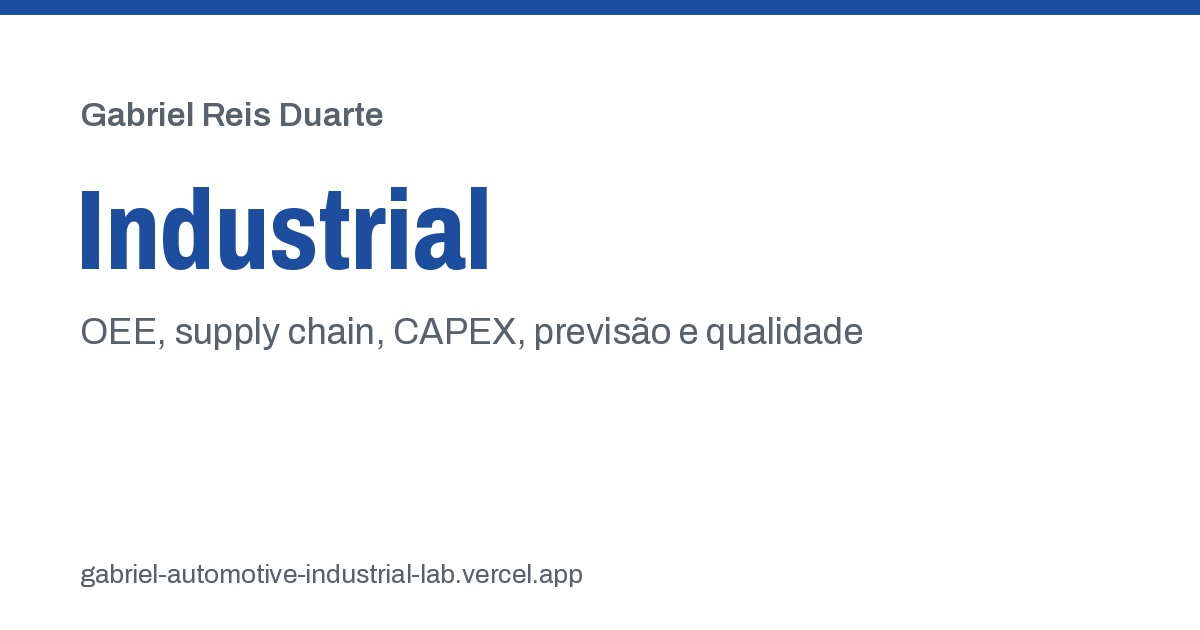 Gabriel Reis Duarte
Industrial
OEE, supply chain, CAPEX, previsão e qualidade
gabriel-automotive-industrial-lab.vercel.app